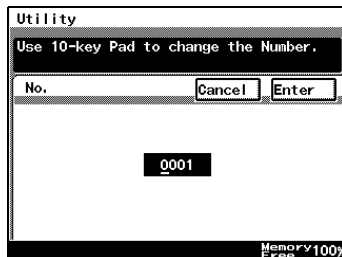 Utility
Use 10-key Pad to change the Number.
No. Cancel Enter
0001
Memory Free 100%